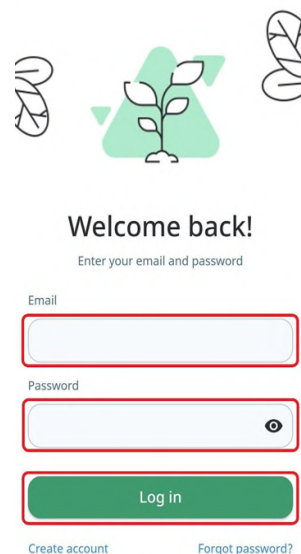 Welcome back!
Enter your email and password
Email
Password
Log in
Create account Forgot password?